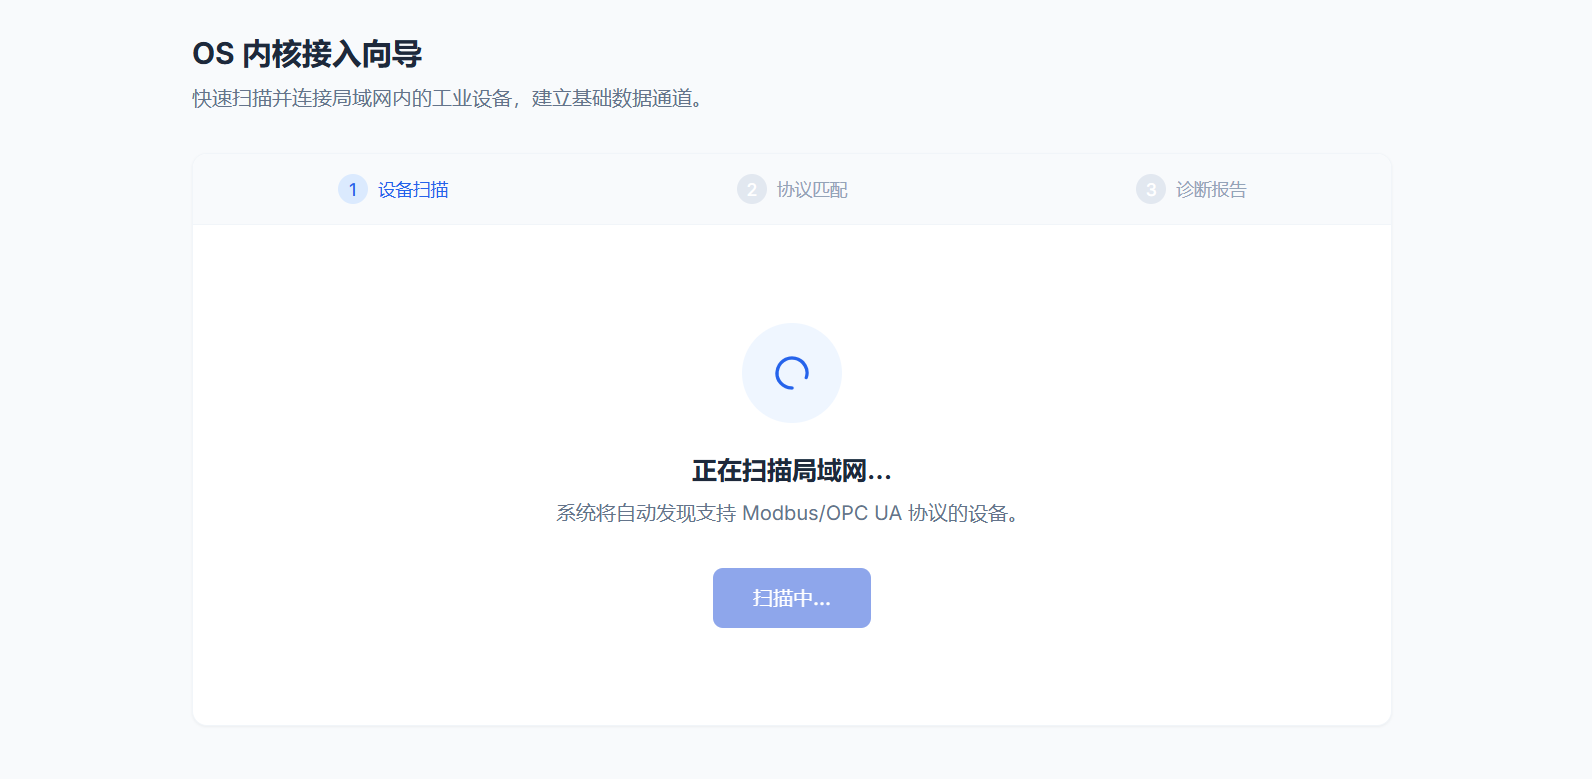 OS 内核接入向导
快速扫描并连接局域网内的工业设备，建立基础数据通道。
1 设备扫描
2 协议匹配
3 诊断报告
正在扫描局域网...
系统将自动发现支持 Modbus/OPC UA 协议的设备。
扫描中...